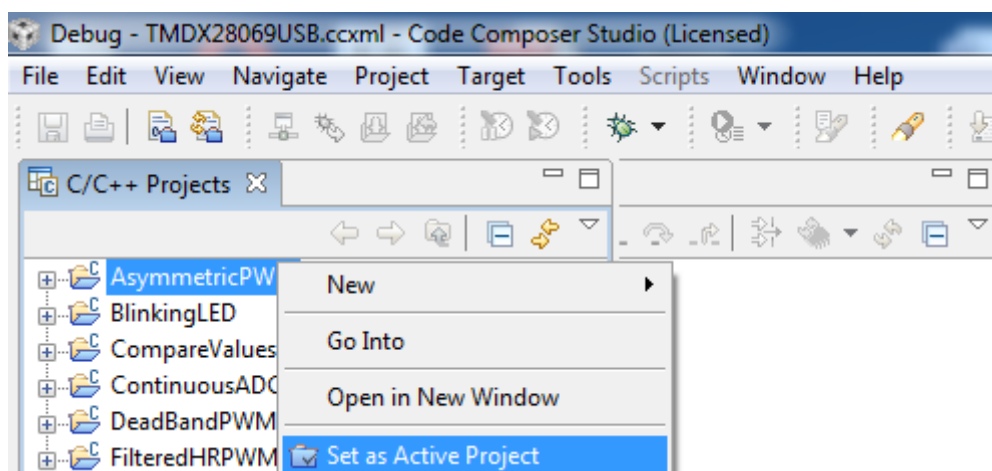 Debug - TMDX28069USB.ccxml - Code Composer Studio (Licensed)
File Edit View Navigate Project Target Tools Scripts Window Help
C/C++ Projects
AsymmetricPW
New
BlinkingLED
Go Into
CompareValues
ContinuousADC
Open in New Window
DeadBandPWM
FilteredHRPWM
Set as Active Project